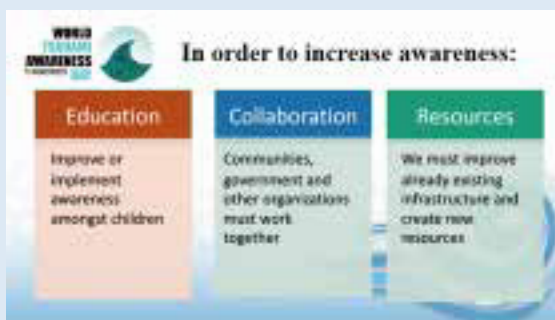 WORLD
TSUNAMI
AWARENESS
DAY
In order to increase awareness:
Education
Improve or
implement
awareness
amongst children
Collaboration
Communities,
government and
other organizations
must work
together
Resources
We must improve
already existing
infrastructure and
create new
resources